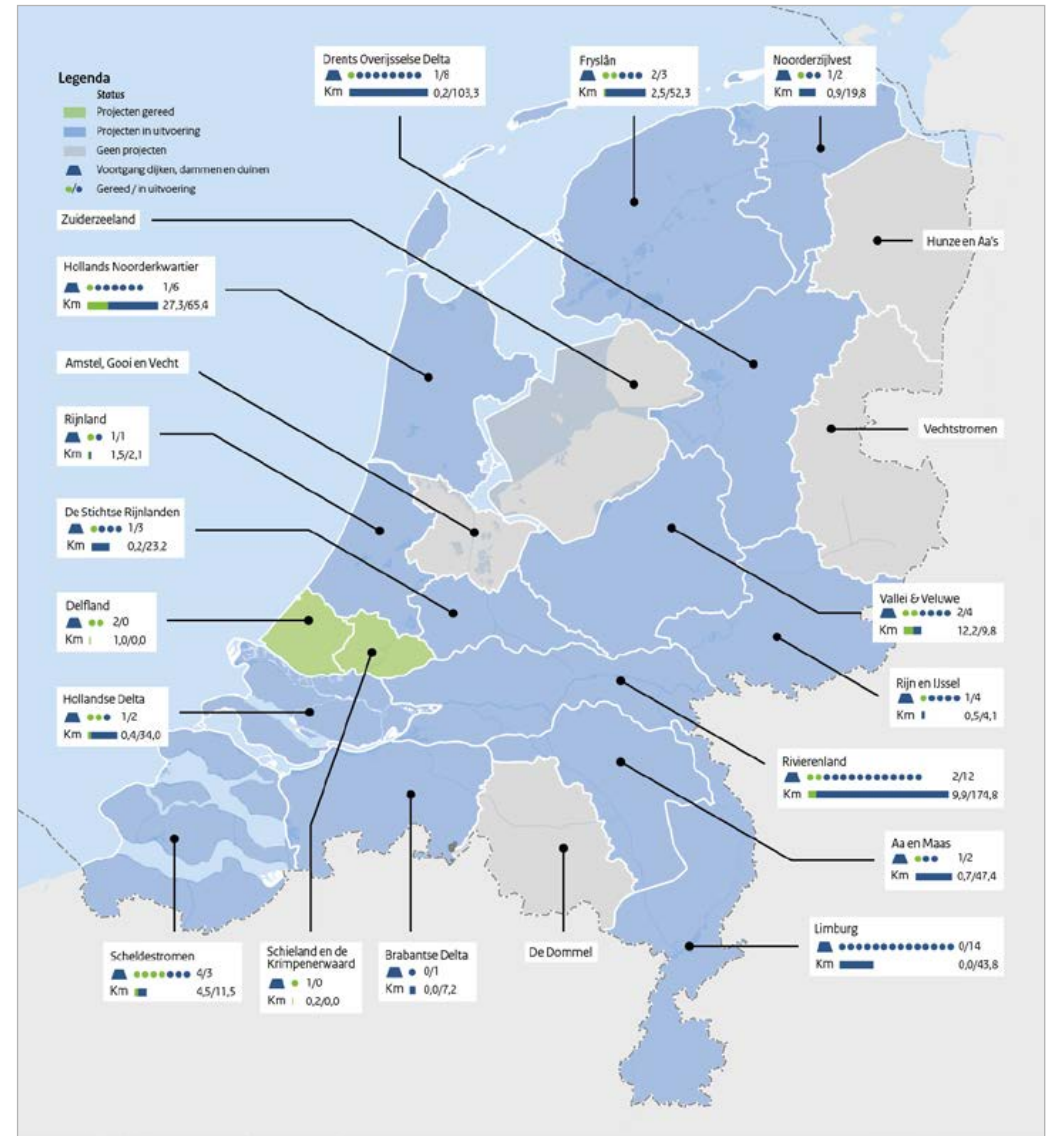 Drents Overijsselse Delta
1/8
Km 0,2/103,3
Fryslân
2/3
Km 2,5/52,3
Noorderzijlvest
1/2
Km 0,9/19,8
Legenda
Status
Projecten gereed
Projecten in uitvoering
Geen projecten
Voortgang dijken, dammen en duinen
Gereed / in uitvoering
Zuiderzeeland
Hunze en Aa's
Hollands Noorderkwartier
1/6
Km 27,3/65,4
Amstel, Gooi en Vecht
Rijnland
1/1
Km 1,5/2,1
Vechtstromen
De Stichtse Rijnlanden
1/3
Km 0,2/23,2
Delfland
2/0
Km 1,0/0,0
Vallei & Veluwe
2/4
Km 12,2/9,8
Hollandse Delta
1/2
Km 0,4/34,0
Rijn en IJssel
1/4
Km 0,5/4,1
Rivierenland
2/12
Km 9,9/174,8
Aa en Maas
1/2
Km 0,7/47,4
Limburg
0/14
Km 0,0/43,8
Scheldestromen
4/3
Km 4,5/11,5
Schieland en de
Krimpenerwaard
1/0
Km 0,2/0,0
Brabantse Delta
0/1
Km 0,0/7,2
De Dommel